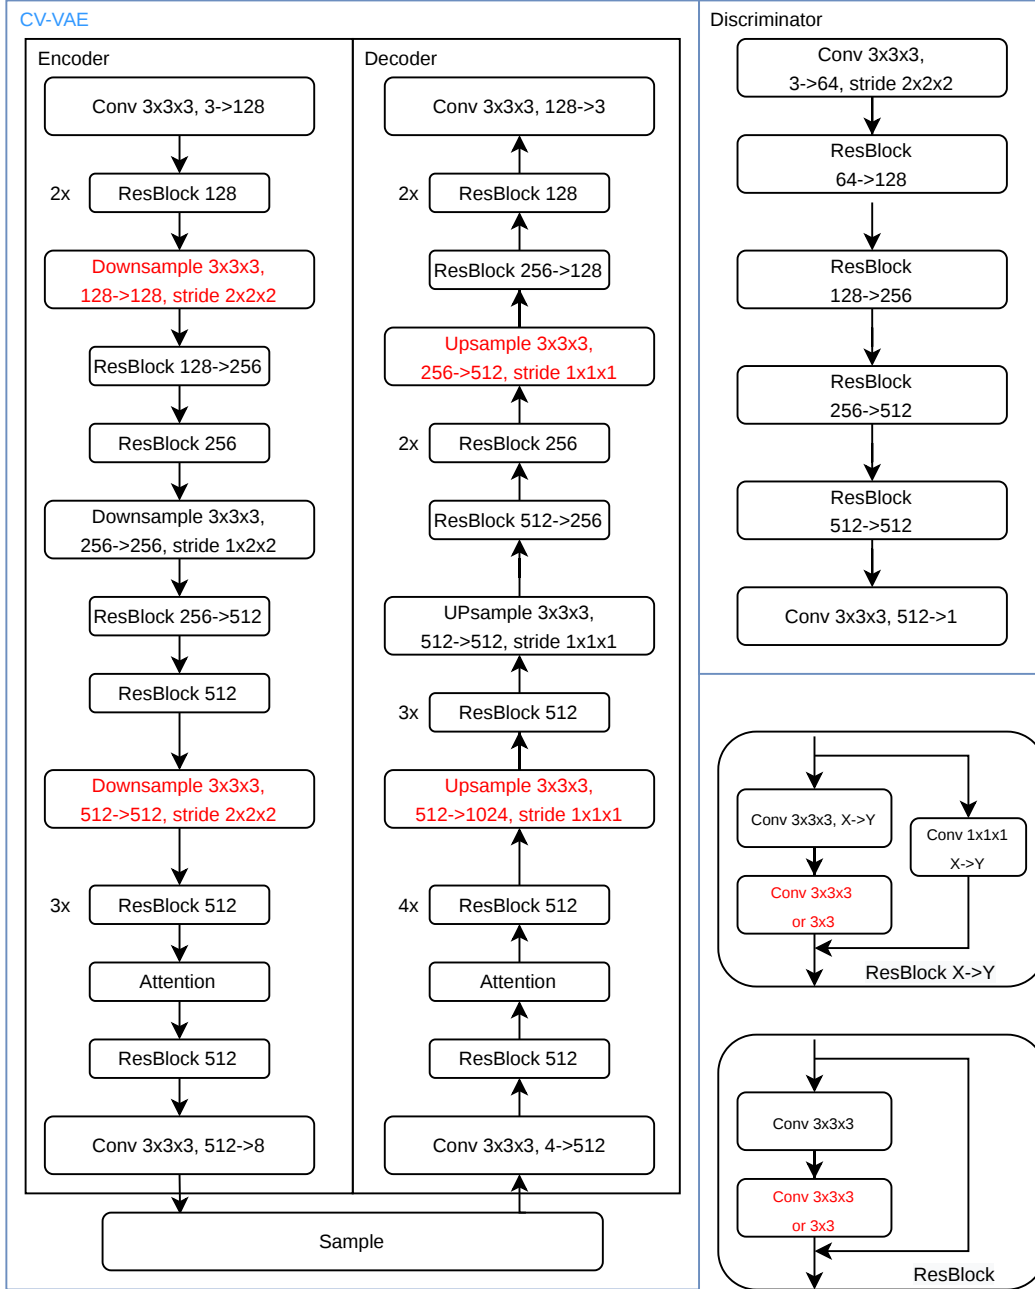 CV-VAE
Encoder
Conv 3x3x3, 3->128
2x
ResBlock 128
Downsample 3x3x3,
128->128, stride 2x2x2
ResBlock 128->256
ResBlock 256
Downsample 3x3x3,
256->256, stride 1x2x2
ResBlock 256->512
ResBlock 512
Downsample 3x3x3,
512->512, stride 2x2x2
3x
ResBlock 512
Attention
ResBlock 512
Conv 3x3x3, 512->8
Decoder
Conv 3x3x3, 128->3
2x
ResBlock 128
ResBlock 256->128
Upsample 3x3x3,
256->512, stride 1x1x1
2x
ResBlock 256
ResBlock 512->256
UPsample 3x3x3,
512->512, stride 1x1x1
3x
ResBlock 512
Upsample 3x3x3,
512->1024, stride 1x1x1
4x
ResBlock 512
Attention
ResBlock 512
Conv 3x3x3, 4->512
Sample
Discriminator
Conv 3x3x3,
3->64, stride 2x2x2
ResBlock
64->128
ResBlock
128->256
ResBlock
256->512
ResBlock
512->512
Conv 3x3x3, 512->1
Conv 3x3x3, X->Y
Conv 1x1x1
X->Y
Conv 3x3x3
or 3x3
ResBlock X->Y
Conv 3x3x3
Conv 3x3x3
or 3x3
ResBlock